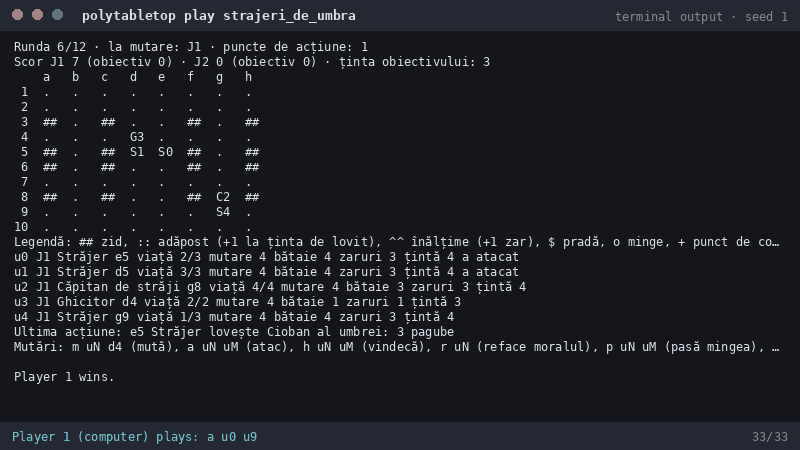 polytabletop play strajeri_de_umbra
terminal output · seed 1
Runda 6/12 · la mutare: J1 · puncte de acțiune: 1
Scor J1 7 (obiectiv 0) · J2 0 (obiectiv 0) · ținta obiectivului: 3
a b c d e f g h
1 . . . . . . . .
2 . . . . . . . .
3 ## . ## . . ## . ##
4 . . . G3 . . . .
5 ## . ## S1 S0 ## . ##
6 ## . ## . . ## . ##
7 . . . . . . . .
8 ## . ## . . ## C2 ##
9 . . . . . . S4 .
10 . . . . . . . .
Legendă: ## zid, :: adăpost (+1 la ținta de lovit), ^^ înălțime (+1 zar), $ pradă, o minge, + punct de co…
u0 J1 Străjer e5 viață 2/3 mutare 4 bătaie 4 zaruri 3 țintă 4 a atacat
u1 J1 Străjer d5 viață 3/3 mutare 4 bătaie 4 zaruri 3 țintă 4 a atacat
u2 J1 Căpitan de străji g8 viață 4/4 mutare 4 bătaie 3 zaruri 3 țintă 4
u3 J1 Ghicitor d4 viață 2/2 mutare 4 bătaie 1 zaruri 1 țintă 3
u4 J1 Străjer g9 viață 1/3 mutare 4 bătaie 4 zaruri 3 țintă 4
Ultima acțiune: e5 Străjer lovește Cioban al umbrei: 3 pagube
Mutări: m uN d4 (mută), a uN uM (atac), h uN uM (vindecă), r uN (reface moralul), p uN uM (pasă mingea), …
Player 1 wins.
Player 1 (computer) plays: a u0 u9
33/33